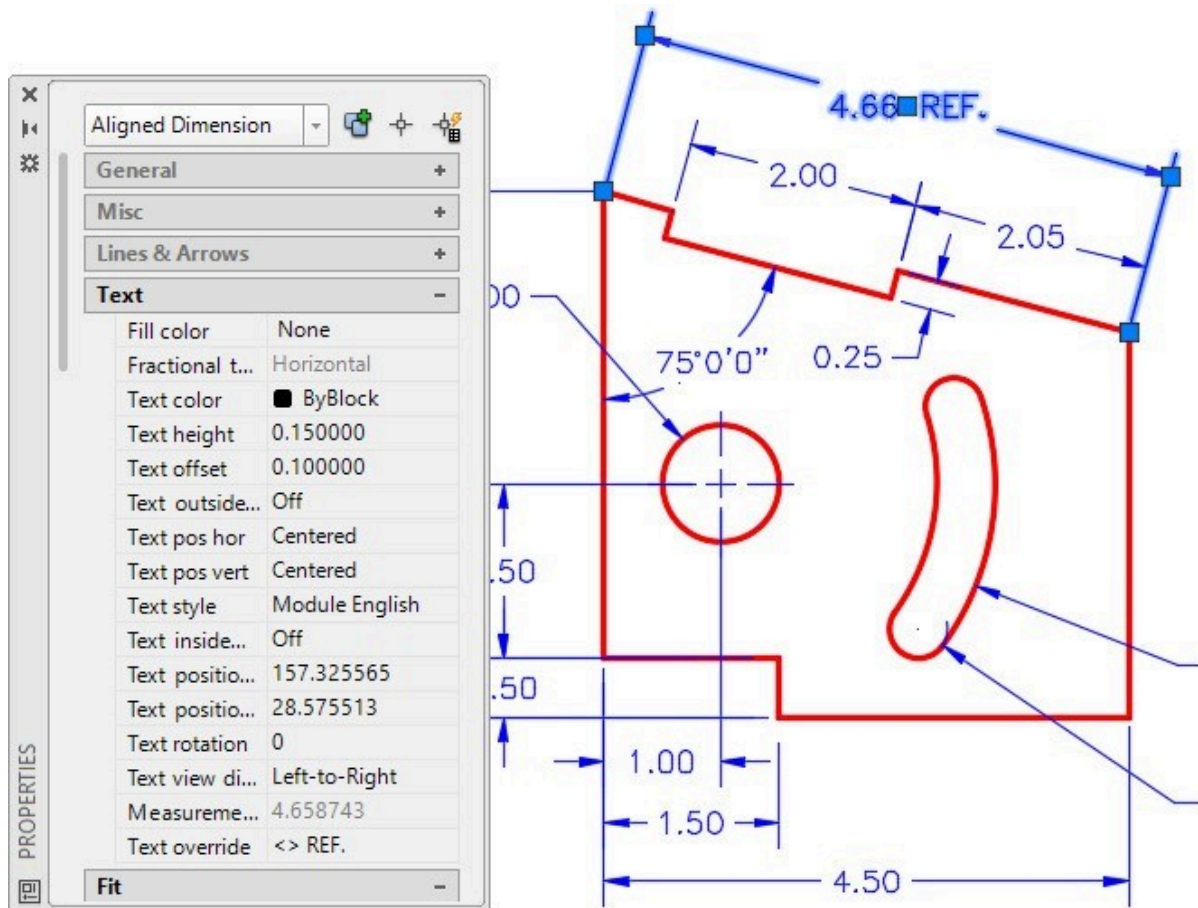 Aligned Dimension
General
Misc
Lines & Arrows
Text
Fill color None
Fractional t... Horizontal
Text color ByBlock
Text height 0.150000
Text offset 0.100000
Text outside... Off
Text pos hor Centered
Text pos vert Centered
Text style Module English
Text inside... Off
Text positio... 157.325565
Text positio... 28.575513
Text rotation 0
Text view di... Left-to-Right
Measureme... 4.658743
Text override <> REF.
Fit
PROPERTIES
4.66 REF.
2.00
2.05
00
75°0'0"
0.25
.50
.50
1.00
1.50
4.50